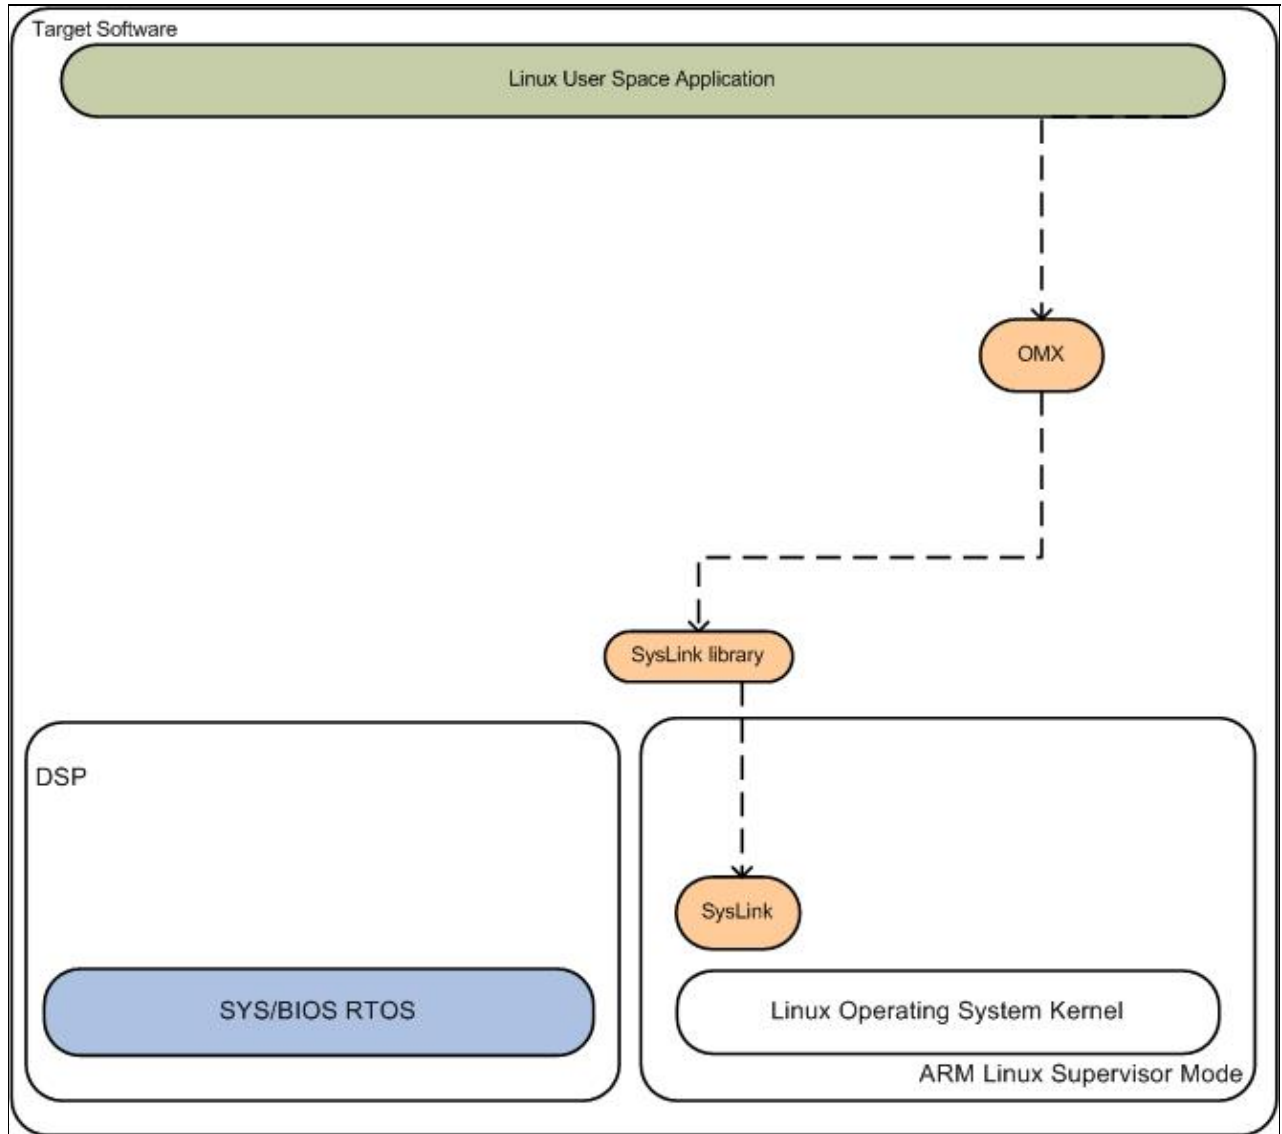 Target Software
Linux User Space Application
OMX
SysLink library
DSP
SysLink
SYS/BIOS RTOS
Linux Operating System Kernel
ARM Linux Supervisor Mode